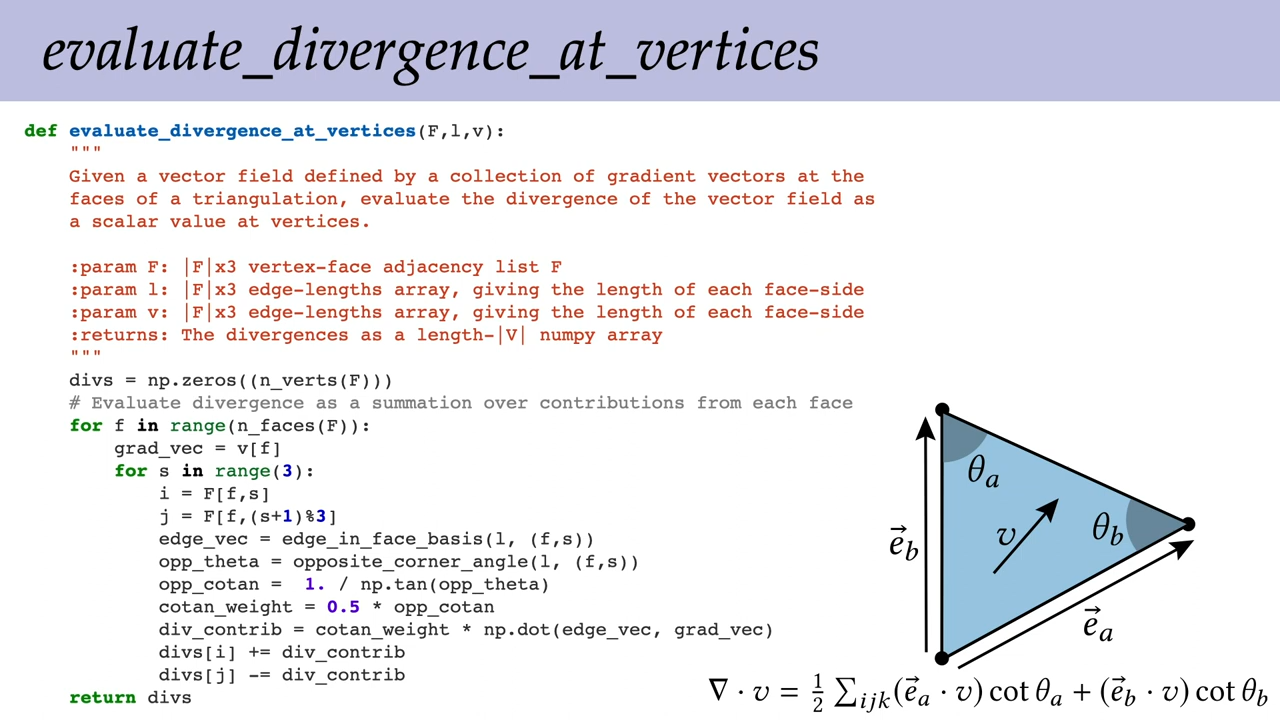 evaluate_divergence_at_vertices
def evaluate_divergence_at_vertices(F,l,v):
"""
Given a vector field defined by a collection of gradient vectors at the
faces of a triangulation, evaluate the divergence of the vector field as
a scalar value at vertices.
:param F: |F|x3 vertex-face adjacency list F
:param l: |F|x3 edge-lengths array, giving the length of each face-side
:param v: |F|x3 edge-lengths array, giving the length of each face-side
:returns: The divergences as a length-|V| numpy array
"""
divs = np.zeros((n_verts(F)))
# Evaluate divergence as a summation over contributions from each face
for f in range(n_faces(F)):
grad_vec = v[f]
for s in range(3):
i = F[f,s]
j = F[f,(s+1)%3]
edge_vec = edge_in_face_basis(l, (f,s))
opp_theta = opposite_corner_angle(l, (f,s))
opp_cotan =  1. / np.tan(opp_theta)
cotan_weight = 0.5 * opp_cotan
div_contrib = cotan_weight * np.dot(edge_vec, grad_vec)
divs[i] += div_contrib
divs[j] -= div_contrib
return divs
θa
θb
v
e⃗b
e⃗a
∇ · v = ½ ∑ijk(e⃗a · v) cot θa + (e⃗b · v) cot θb